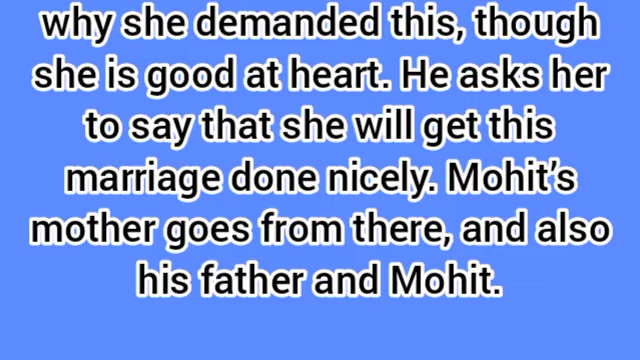 why she demanded this, though
she is good at heart. He asks her
to say that she will get this
marriage done nicely. Mohit's
mother goes from there, and also
his father and Mohit.